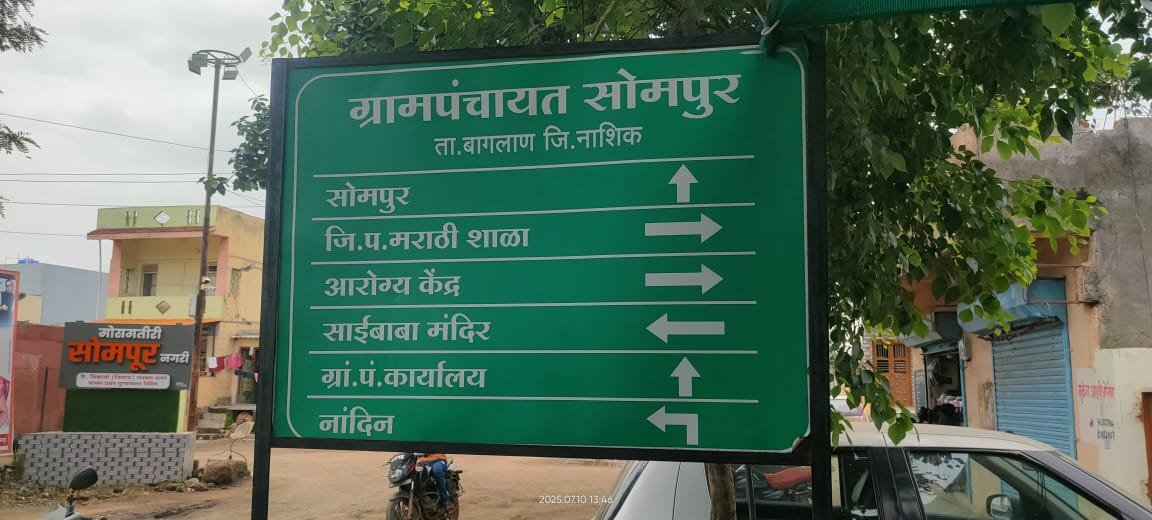 ग्रामपंचायत सोमपुर
ता.बागलाण जि.नाशिक
सोमपुर
जि.प.मराठी शाळा
आरोग्य केंद्र
साईबाबा मंदिर
ग्रां.पं.कार्यालय
नांदिन
मोसमतीरी
सोमपूर नगरी
2025.07.10 13:46